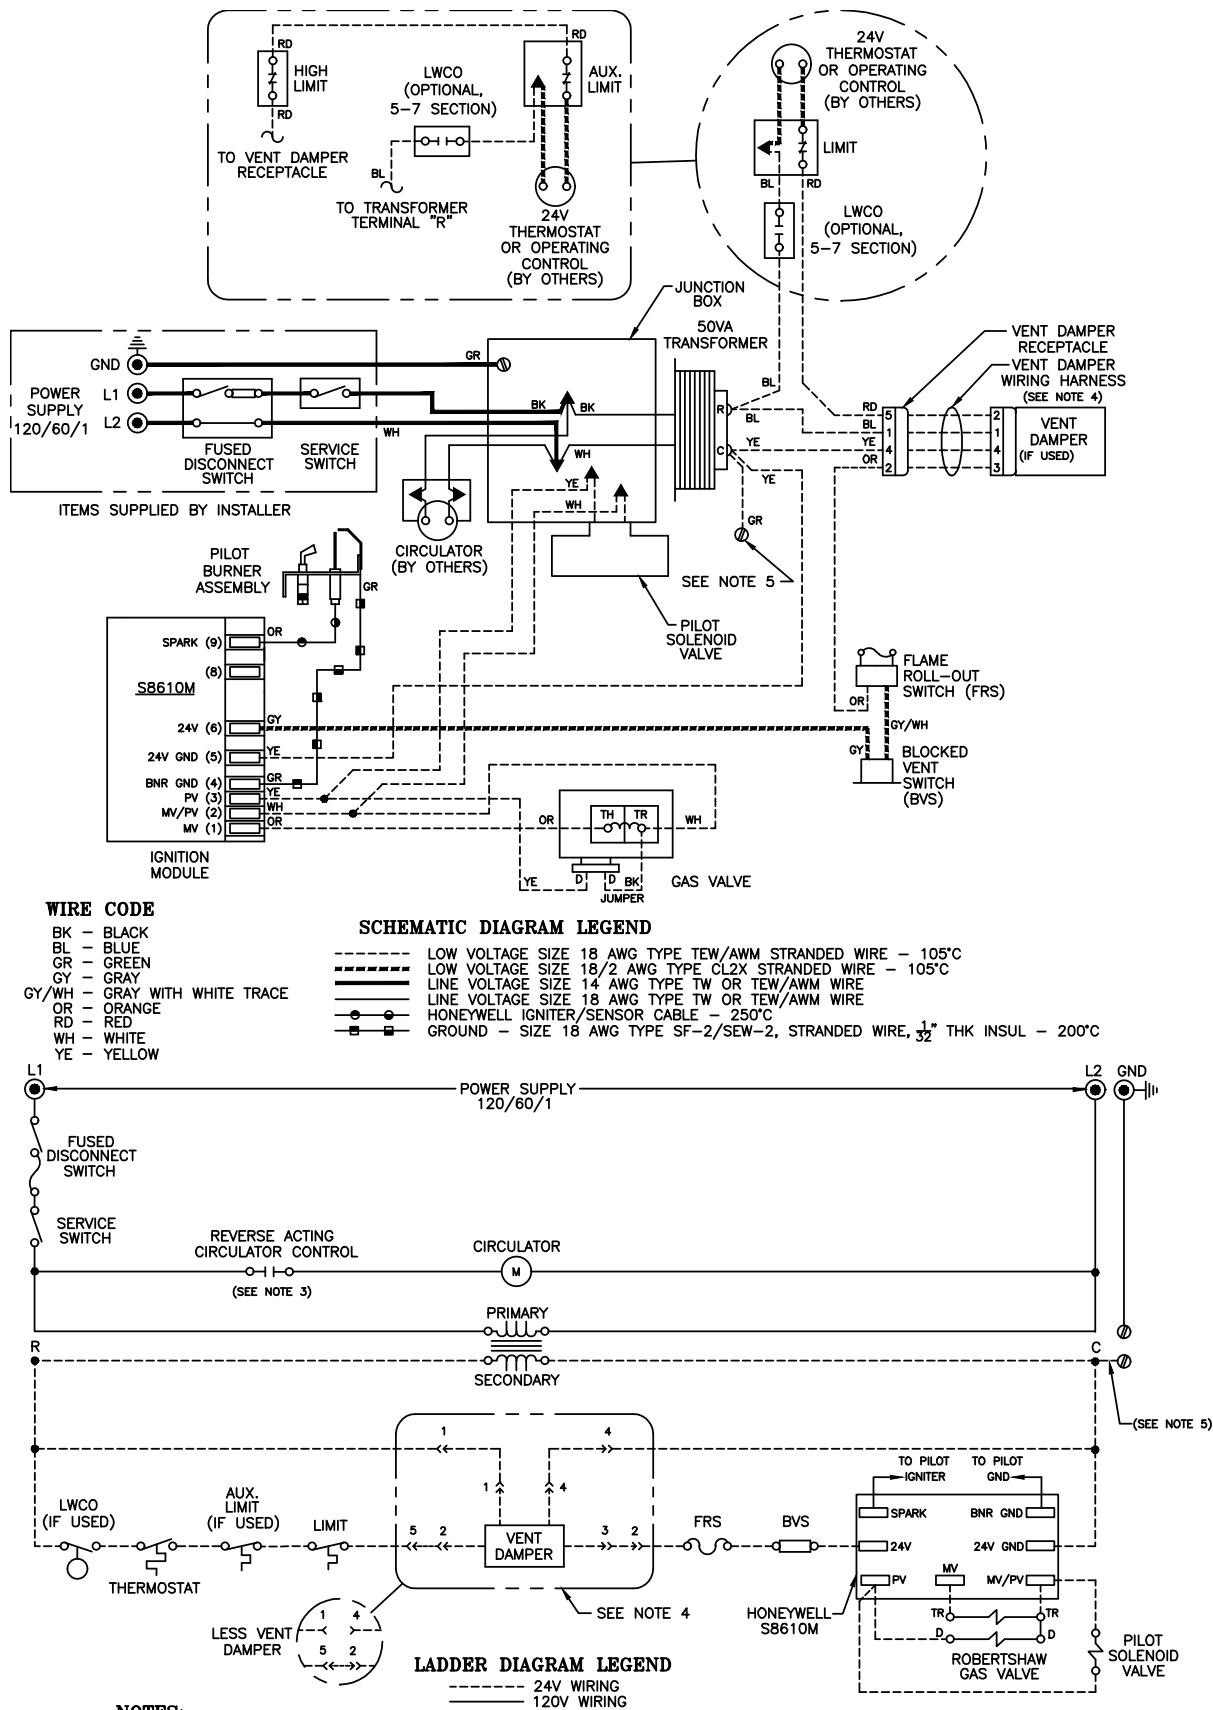 RD
HIGH
LIMIT
RD
TO VENT DAMPER
RECEPTACLE
LWCO
(OPTIONAL,
5-7 SECTION)
BL
TO TRANSFORMER
TERMINAL "R"
RD
AUX.
LIMIT
24V
THERMOSTAT
OR OPERATING
CONTROL
(BY OTHERS)
24V
THERMOSTAT
OR OPERATING
CONTROL
(BY OTHERS)
LIMIT
BL
RD
LWCO
(OPTIONAL,
5-7 SECTION)
JUNCTION
BOX
50VA
TRANSFORMER
VENT DAMPER
RECEPTACLE
VENT DAMPER
WIRING HARNESS
(SEE NOTE 4)
GND
L1
L2
POWER
SUPPLY
120/60/1
FUSED
DISCONNECT
SWITCH
SERVICE
SWITCH
ITEMS SUPPLIED BY INSTALLER
GR
WH
BK
BK
WH
YE
WH
R
C
BL
BL
YE
YE
GR
SEE NOTE 5
RD 5
BL 1
YE 4
OR 2
2
1
4
3
VENT
DAMPER
(IF USED)
CIRCULATOR
(BY OTHERS)
PILOT
SOLENOID
VALVE
PILOT
BURNER
ASSEMBLY
GR
SPARK (9)
OR
(8)
S8610M
24V (6)
GY
24V GND (5)
YE
BNR GND (4)
GR
PV (3)
YE
MV/PV (2)
WH
MV (1)
OR
IGNITION
MODULE
FLAME
ROLL-OUT
SWITCH (FRS)
OR
GY/WH
GY
BLOCKED
VENT
SWITCH
(BVS)
OR
TH
TR
WH
YE
D
D
BK
JUMPER
GAS VALVE
WIRE CODE
BK - BLACK
BL - BLUE
GR - GREEN
GY - GRAY
GY/WH - GRAY WITH WHITE TRACE
OR - ORANGE
RD - RED
WH - WHITE
YE - YELLOW
SCHEMATIC DIAGRAM LEGEND
LOW VOLTAGE SIZE 18 AWG TYPE TEW/AWM STRANDED WIRE - 105°C
LOW VOLTAGE SIZE 18/2 AWG TYPE CL2X STRANDED WIRE - 105°C
LINE VOLTAGE SIZE 14 AWG TYPE TW OR TEW/AWM WIRE
LINE VOLTAGE SIZE 18 AWG TYPE TW OR TEW/AWM WIRE
HONEYWELL IGNITER/SENSOR CABLE - 250°C
GROUND - SIZE 18 AWG TYPE SF-2/SEW-2, STRANDED WIRE, 1/32" THK INSUL - 200°C
L1
POWER SUPPLY
120/60/1
L2
GND
FUSED
DISCONNECT
SWITCH
SERVICE
SWITCH
REVERSE ACTING
CIRCULATOR CONTROL
(SEE NOTE 3)
CIRCULATOR
M
PRIMARY
R
C
SECONDARY
(SEE NOTE 5)
1
4
1
4
LWCO
(IF USED)
THERMOSTAT
AUX.
LIMIT
(IF USED)
LIMIT
5
2
VENT
DAMPER
3
2
FRS
BVS
TO PILOT
IGNITER
TO PILOT
GND
SPARK
BNR GND
24V
24V GND
PV
MV
MV/PV
HONEYWELL
S8610M
TR
TR
D
D
ROBERTSHAW
GAS VALVE
PILOT
SOLENOID
VALVE
SEE NOTE 4
LESS VENT
DAMPER
1
4
5
2
LADDER DIAGRAM LEGEND
24V WIRING
120V WIRING
NOTES: